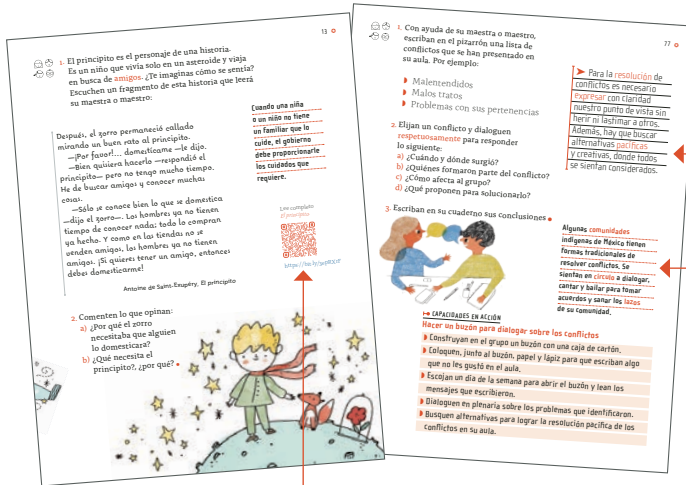 13
1. El principito es el personaje de una historia.
Es un niño que vivía solo en un asteroide y viaja
en busca de amigos. ¿Te imaginas cómo se sentía?
Escuchen un fragmento de esta historia que leerá
su maestra o maestro:
Después, el zorro permaneció callado
mirando un buen rato al principito.
—¡Por favor!... domestícame —le dijo.
—Bien quisiera hacerlo —respondió el
principito— pero no tengo mucho tiempo.
He de buscar amigos y conocer muchas
cosas.
—Sólo se conoce bien lo que se domestica
—dijo el zorro—. Los hombres ya no tienen
tiempo de conocer nada; todo lo compran
ya hecho. Y como en las tiendas no se
venden amigos, los hombres ya no tienen
amigos. ¡Si quieres tener un amigo, entonces
debes domesticarme!
Antoine de Saint-Exupéry, El principito
Cuando una niña
o un niño no tiene
un familiar que lo
cuide, el gobierno
debe proporcionarle
los cuidados que
requiere.
Lee completo
El principito
2. Comenten lo que opinan:
a) ¿Por qué el zorro
necesitaba que alguien
lo domesticara?
b) ¿Qué necesita el
principito?, ¿por qué?
77
1. Con ayuda de su maestra o maestro,
escriban en el pizarrón una lista de
conflictos que se han presentado en
su aula. Por ejemplo:
Malentendidos
Malos tratos
Problemas con sus pertenencias
2. Elijan un conflicto y dialoguen
respetuosamente para responder
lo siguiente:
a) ¿Cuándo y dónde surgió?
b) ¿Quiénes formaron parte del conflicto?
c) ¿Cómo afecta al grupo?
d) ¿Qué proponen para solucionarlo?
3. Escriban en su cuaderno sus conclusiones
Para la resolución de
conflictos es necesario
expresar con claridad
nuestro punto de vista sin
herir ni lastimar a otros.
Además, hay que buscar
alternativas pacíficas
y creativas, donde todos
se sientan considerados.
Algunas comunidades
indígenas de México tienen
formas tradicionales de
resolver conflictos. Se
sientan en círculo a dialogar,
cantar y bailar para tomar
acuerdos y sanar los lazos
de su comunidad.
CAPACIDADES EN ACCIÓN
Hacer un buzón para dialogar sobre los conflictos
Construyan en el grupo un buzón con una caja de cartón.
Coloquen, junto al buzón, papel y lápiz para que escriban algo
que no les gustó en el aula.
Escojan un día de la semana para abrir el buzón y lean los
mensajes que escribieron.
Dialoguen en plenaria sobre los problemas que identificaron.
Busquen alternativas para lograr la resolución pacífica de los
conflictos en su aula.